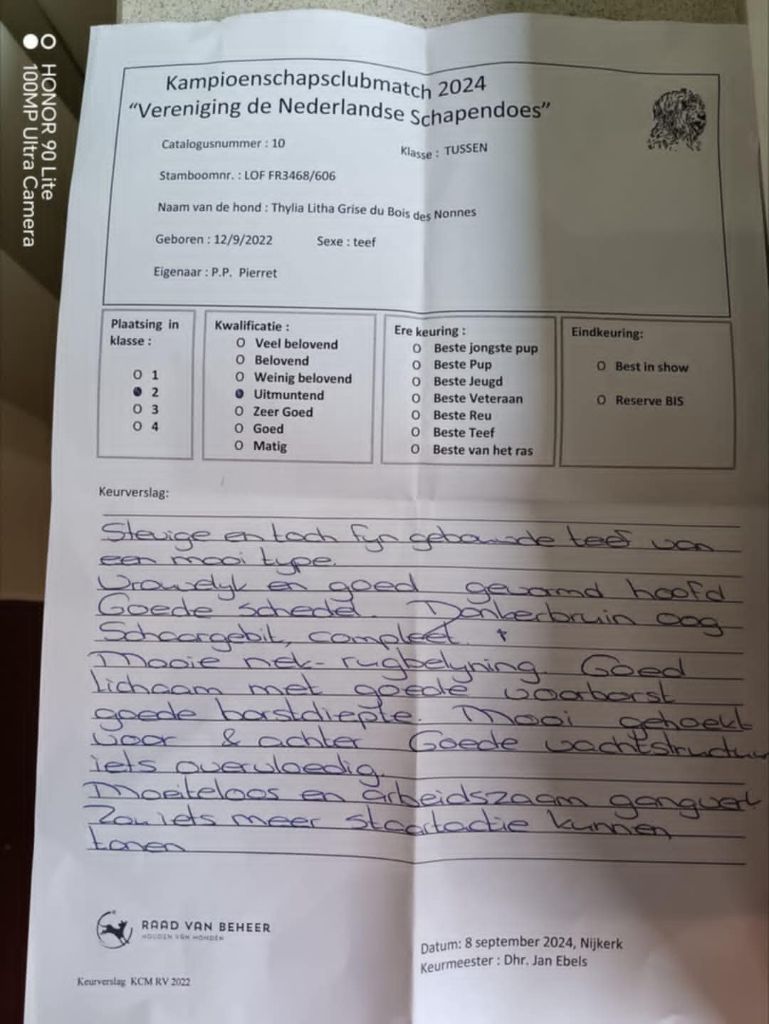 HONOR 90 Lite
100MP Ultra Camera
Kampioenschapsclubmatch 2024
“Vereniging de Nederlandse Schapendoes”
Catalogusnummer : 10 Klasse : TUSSEN
Stamboomnr. : LOF FR3468/606
Naam van de hond : Thylia Litha Grise du Bois des Nonnes
Geboren : 12/9/2022 Sexe : teef
Eigenaar : P.P. Pierret
Plaatsing in
klasse :
O 1
2
O 3
O 4
Kwalificatie :
O Veel belovend
O Belovend
O Weinig belovend
Uitmuntend
O Zeer Goed
O Goed
O Matig
Ere keuring :
O Beste jongste pup
O Beste Pup
O Beste Jeugd
O Beste Veteraan
O Beste Reu
O Beste Teef
O Beste van het ras
Eindkeuring:
O Best in show
O Reserve BIS
Keurverslag:
Stevige en toch fyn gebouwde teef van
een mooi type.
Vrouwelyk en goed gevormd hoofd
Goede schedel. Donkerbruin oog
Schaargebit, compleet.
Mooie nek-rugbelyning. Goed
lichaam met goede voorborst
goede borstdiepte. Mooi gehoekt
voor & achter Goede vachtstructuur
iets overvloedig.
Moeiteloos en arbeidszaam gangwerk
Zou iets meer staartactie kunnen
tonen
RAAD VAN BEHEER
HOUDEN VAN HONDEN
Datum: 8 september 2024, Nijkerk
Keurmeester : Dhr. Jan Ebels
Keurverslag KCM RV 2022